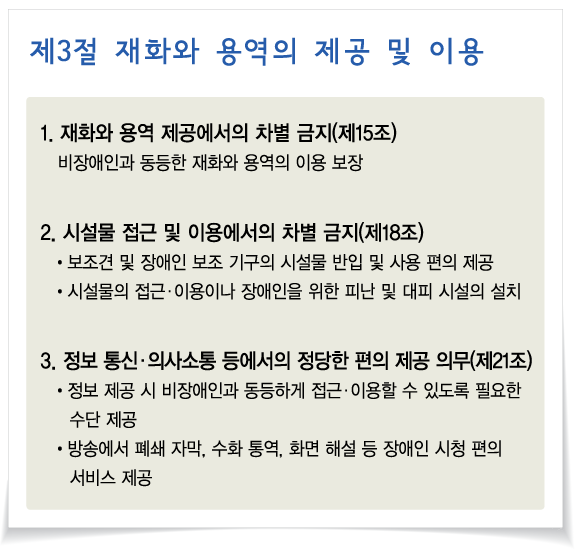 제3절 재화와 용역의 제공 및 이용
1. 재화와 용역 제공에서의 차별 금지(제15조)
비장애인과 동등한 재화와 용역의 이용 보장
2. 시설물 접근 및 이용에서의 차별 금지(제18조)
• 보조견 및 장애인 보조 기구의 시설물 반입 및 사용 편의 제공
• 시설물의 접근·이용이나 장애인을 위한 피난 및 대피 시설의 설치
3. 정보 통신·의사소통 등에서의 정당한 편의 제공 의무(제21조)
• 정보 제공 시 비장애인과 동등하게 접근·이용할 수 있도록 필요한
수단 제공
• 방송에서 폐쇄 자막, 수화 통역, 화면 해설 등 장애인 시청 편의
서비스 제공